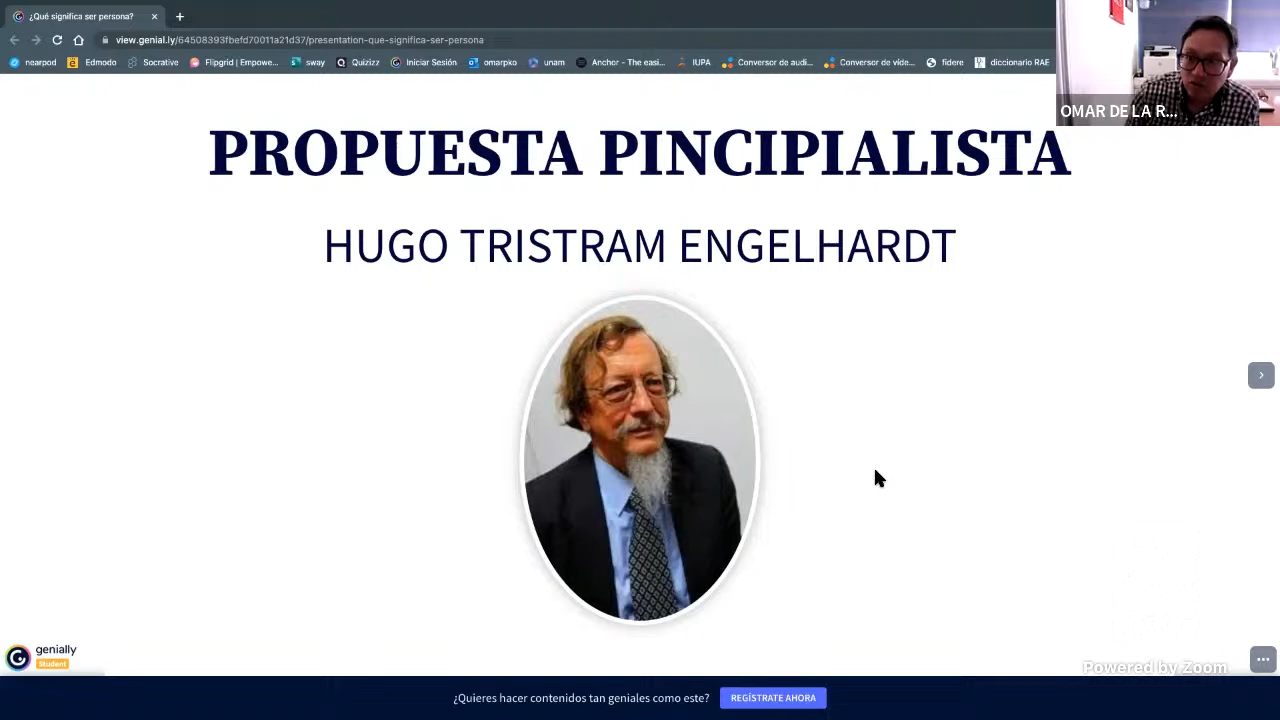 ¿Qué significa ser persona?
view.genial.ly/64508393fbefd70011a21d37/presentation-que-significa-ser-persona
nearpod Edmodo Socrative Flipgrid | Empowe... sway Quizizz Iniciar Sesión omarpko unam Anchor - The easi... IUPA Conversor de audi... Conversor de víde... fidere diccionario RAE
OMAR DE LA R...
PROPUESTA PINCIPIALISTA
HUGO TRISTRAM ENGELHARDT
genially
Student
Powered by Zoom
¿Quieres hacer contenidos tan geniales como este? REGÍSTRATE AHORA